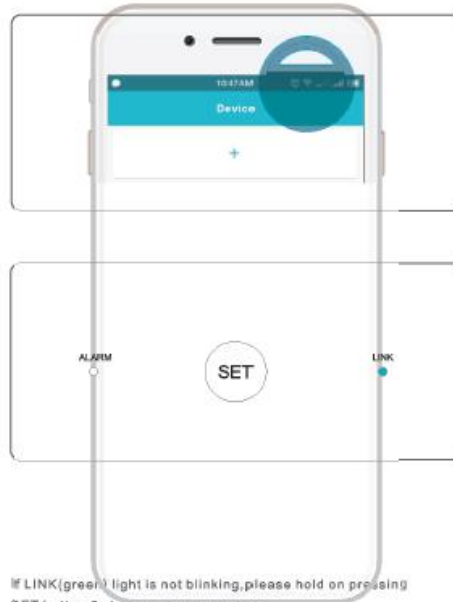 10:47AM
Device
+
ALARM
LINK
SET
If LINK(green) light is not blinking,please hold on pressing